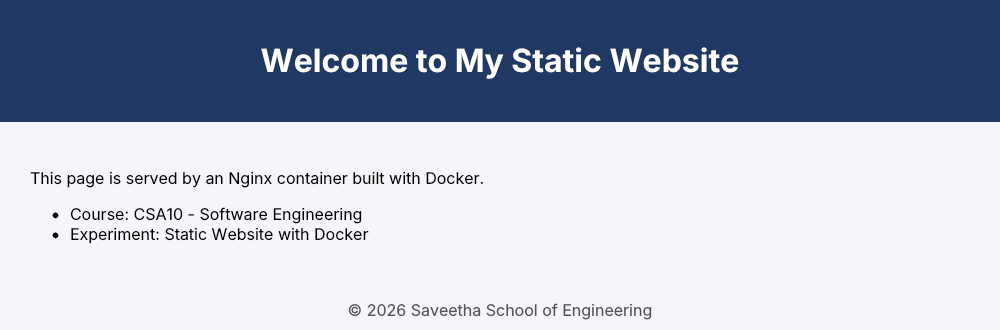 Welcome to My Static Website
This page is served by an Nginx container built with Docker.
• Course: CSA10 - Software Engineering
• Experiment: Static Website with Docker
© 2026 Saveetha School of Engineering